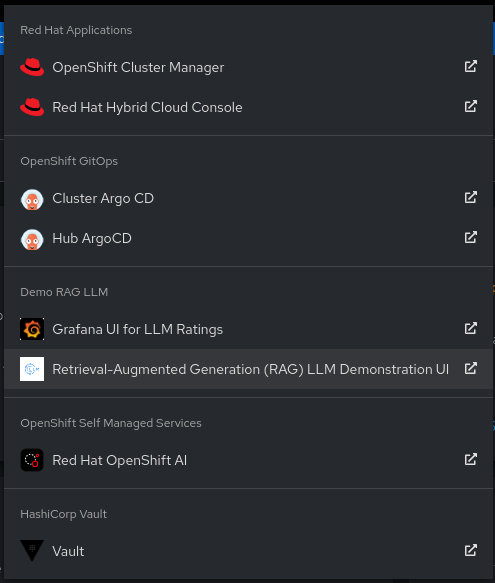 Red Hat Applications
OpenShift Cluster Manager
Red Hat Hybrid Cloud Console
OpenShift GitOps
Cluster Argo CD
Hub ArgoCD
Demo RAG LLM
Grafana UI for LLM Ratings
Retrieval-Augmented Generation (RAG) LLM Demonstration UI
OpenShift Self Managed Services
Red Hat OpenShift AI
HashiCorp Vault
Vault